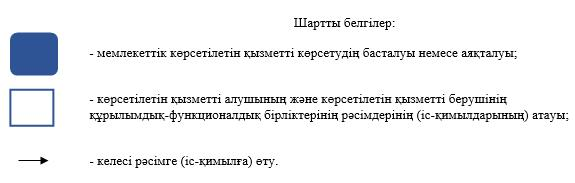 Шартты белгілер:
- мемлекеттік көрсетілетін қызметті көрсетудің басталуы немесе аяқталуы;
- көрсетілетін қызметті алушының және көрсетілетін қызметті берушінің
құрылымдық-функционалдық бірліктерінің рәсімдерінің (іс-қимылдарының) атауы;
- келесі рәсімге (іс-қимылға) өту.